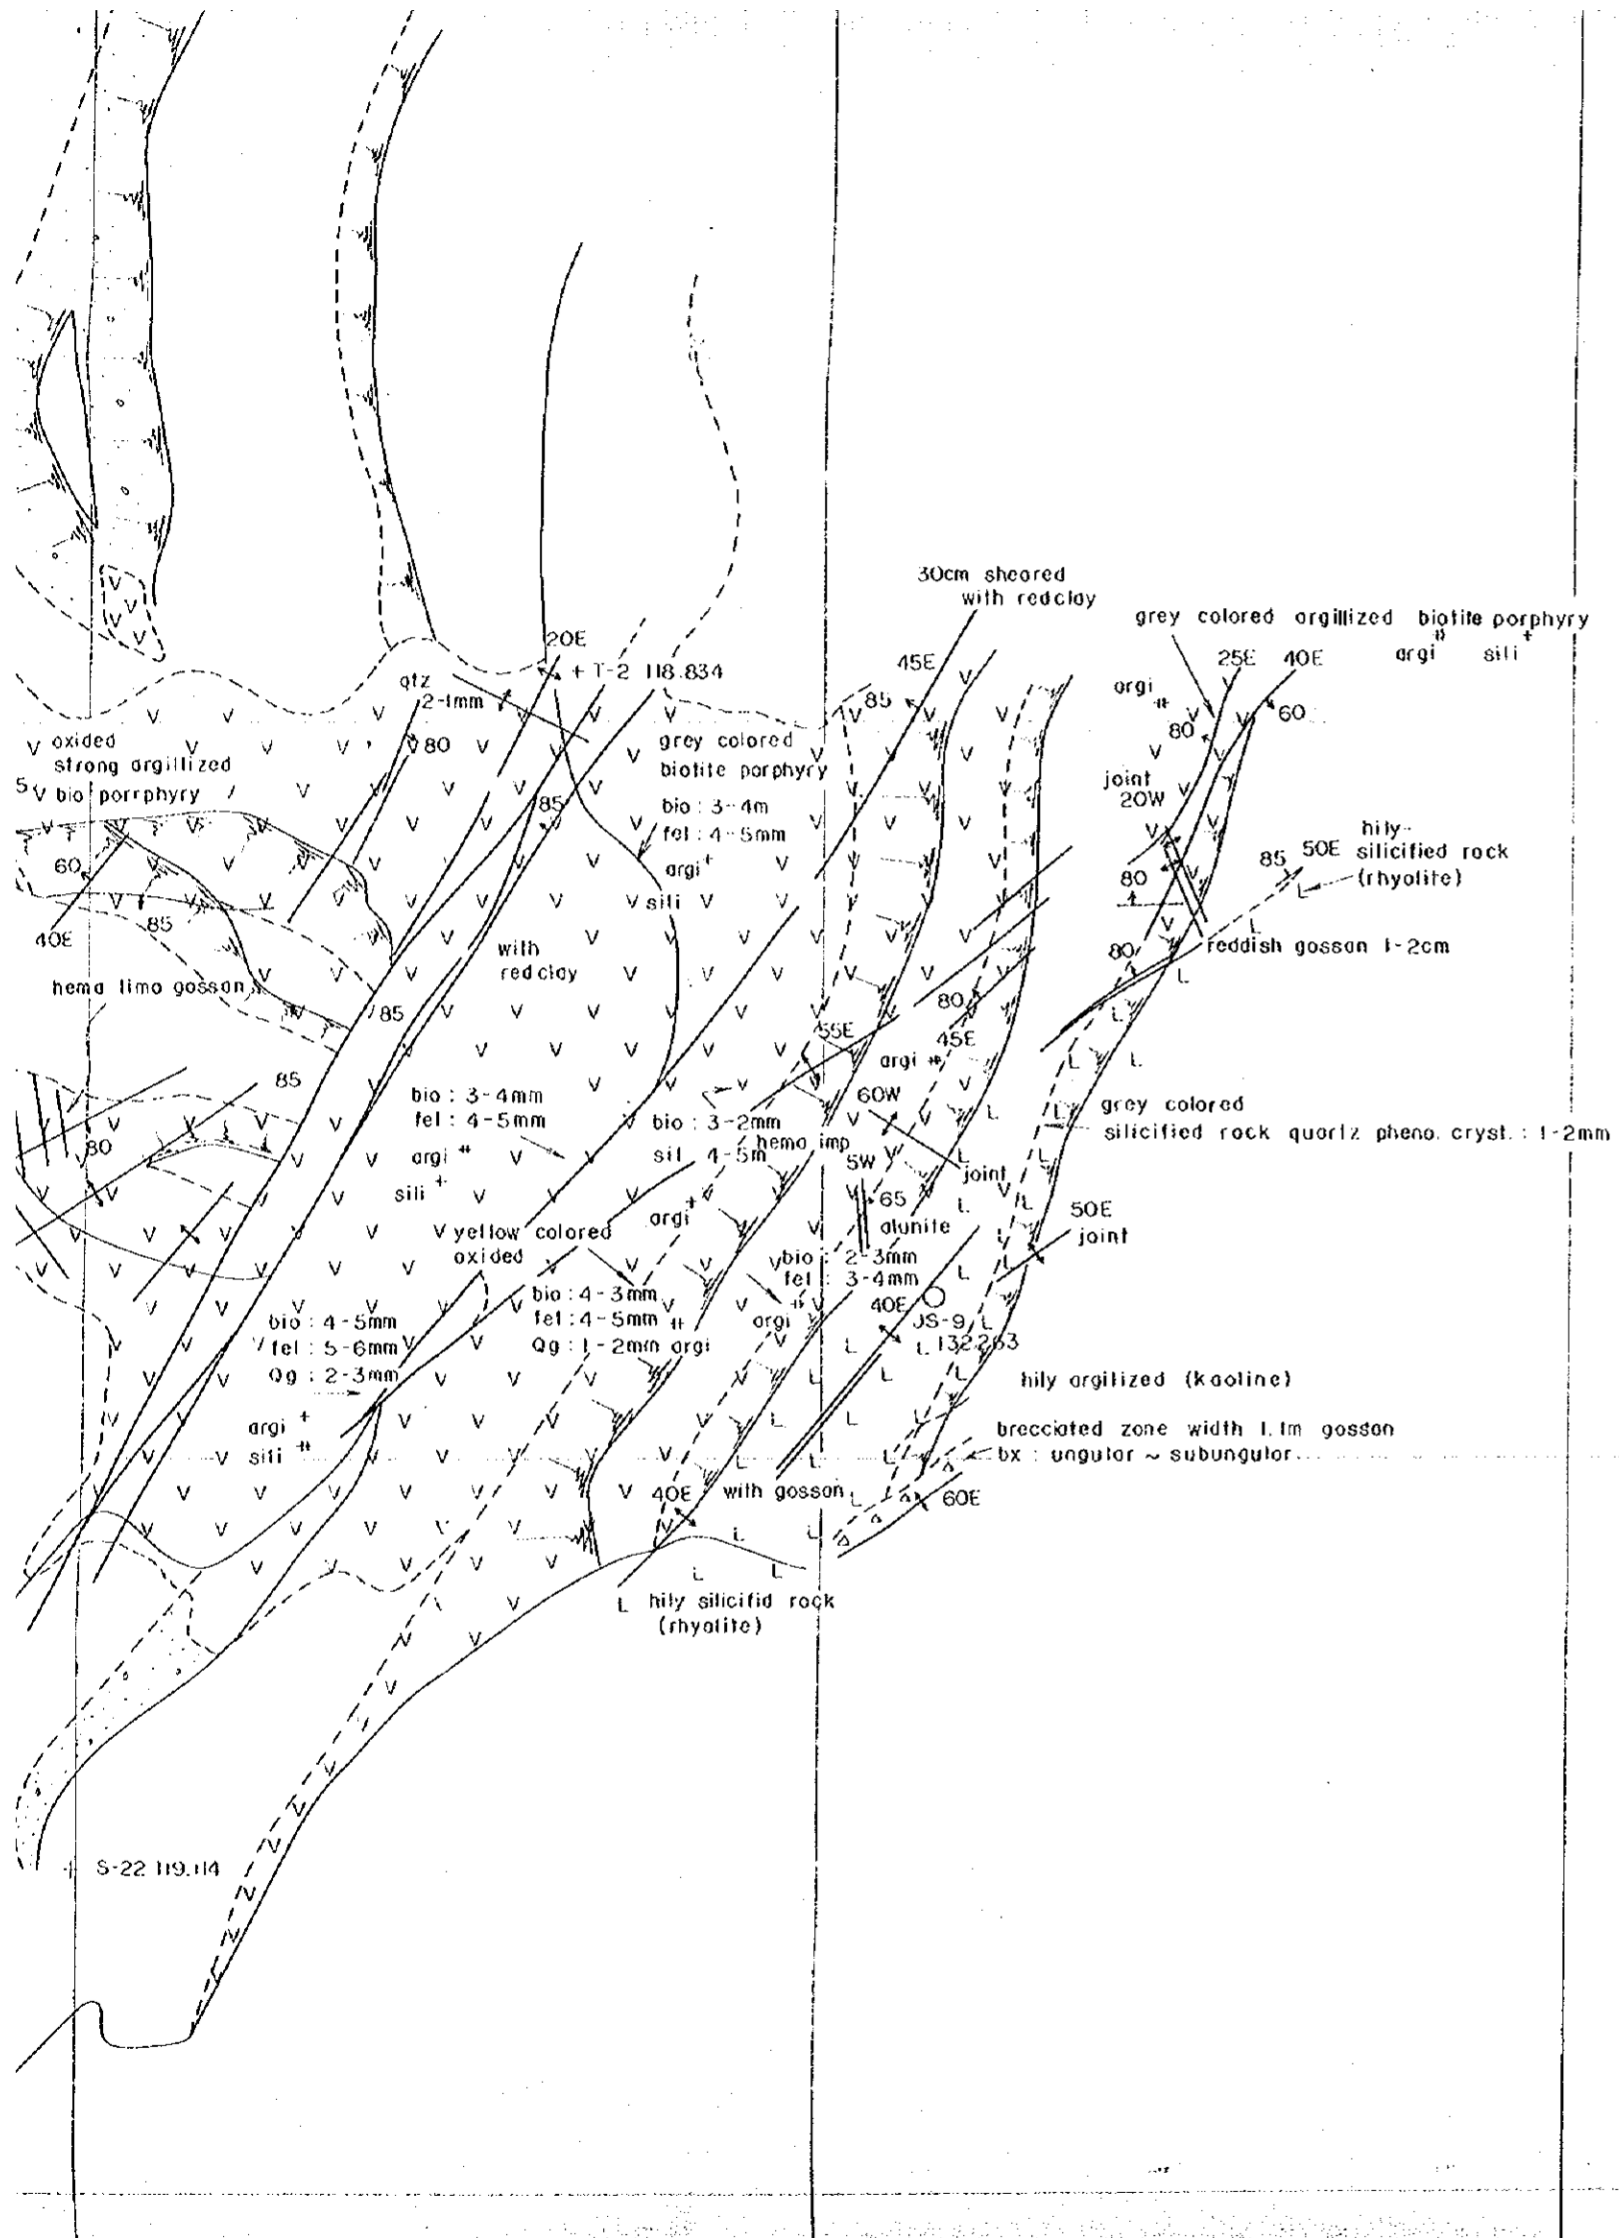 30cm sheared
with redclay
grey colored argillized biotite porphyry
argi # sili +
20E
+ T-2 118.834
45E
85
25E 40E
argi #
60
80
qtz
2-1mm
80
oxided
strong argillized
5
bio porrphyry
grey colored
biotite porphyry
bio : 3-4m
fel : 4-5mm
argi +
sili
85
joint
20W
hily-
silicified rock
(rhyolite)
85 50E
80
60
85
40E
with
redclay
80
reddish gossan 1-2cm
hema limo gossan
85
80
55E
45E
argi #
85
bio : 3-4mm
fel : 4-5mm
argi #
sili +
bio : 3-2mm
sil 4-5m
hema imp
60W
grey colored
silicified rock quartz pheno. cryst. : 1-2mm
80
5W
joint
65
alunite
50E
joint
argi +
yellow colored
oxided
bio : 2-3mm
fel : 3-4mm
argi #
bio : 4-3mm
fel : 4-5mm
Qg : 1-2mm
# argi
40E
JS-9
132.263
bio : 4-5mm
fel : 5-6mm
Qg : 2-3mm
argi +
sili #
hily argilized (kaoline)
brecciated zone width 1.1m gossan
bx : ungular ~ subungular
40E
with gossan
60E
L hily silicifid rock
(rhyolite)
S-22 119.114